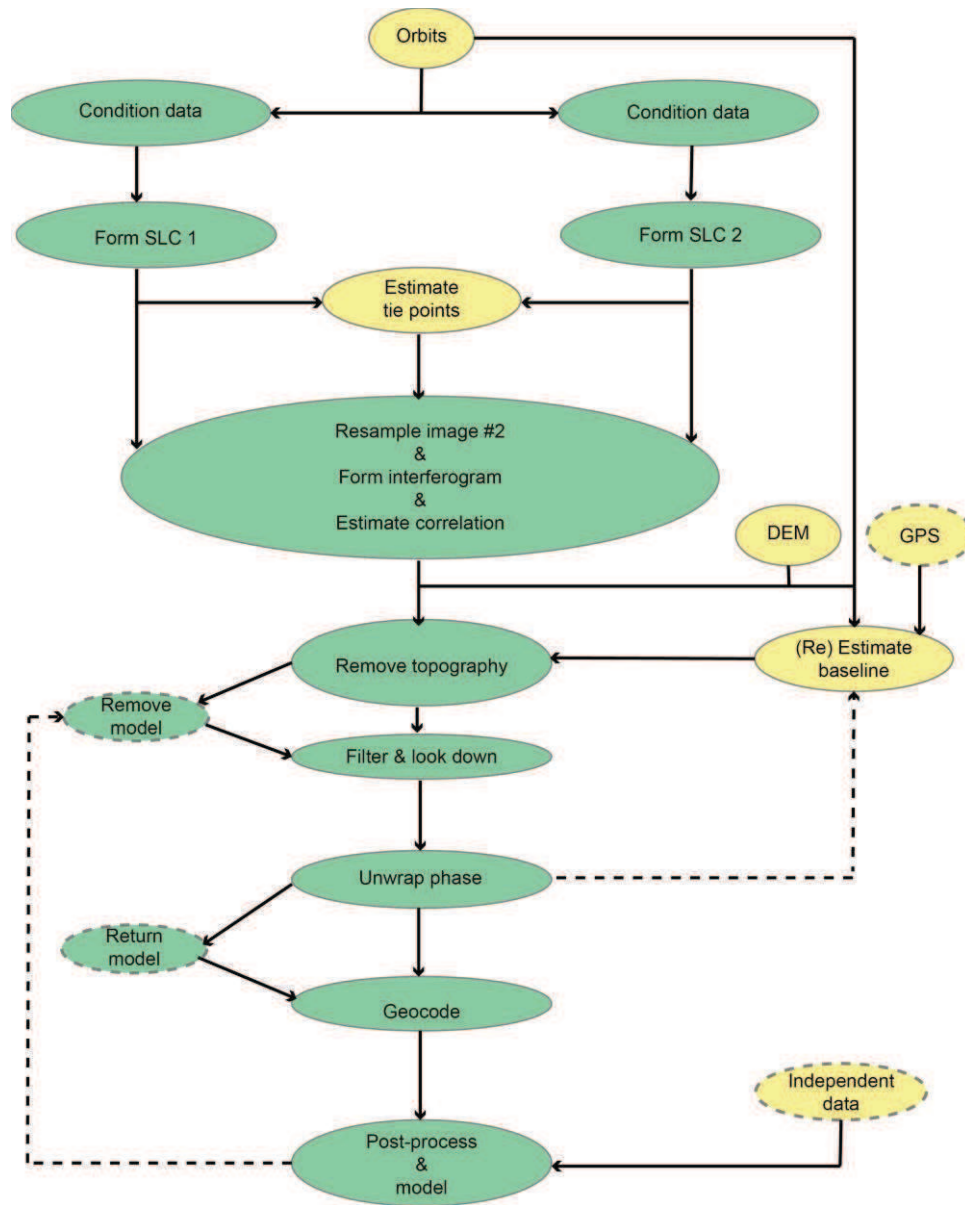 Orbits
Condition data
Condition data
Form SLC 1
Form SLC 2
Estimate
tie points
Resample image #2
&
Form interferogram
&
Estimate correlation
DEM
GPS
(Re) Estimate
baseline
Remove topography
Remove
model
Filter & look down
Unwrap phase
Return
model
Geocode
Independent
data
Post-process
&
model